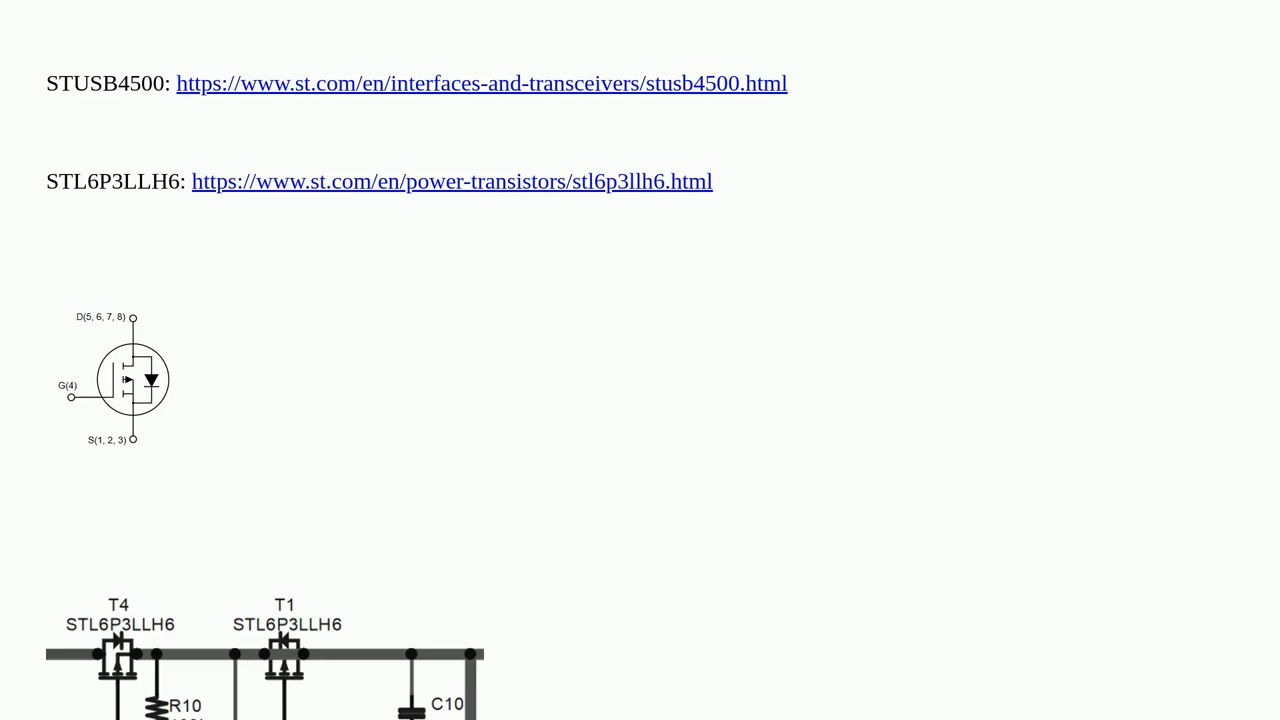 STUSB4500: https://www.st.com/en/interfaces-and-transceivers/stusb4500.html
STL6P3LLH6: https://www.st.com/en/power-transistors/stl6p3llh6.html
D(5, 6, 7, 8)
G(4)
S(1, 2, 3)
T4 T1
STL6P3LLH6 STL6P3LLH6
R10 C10